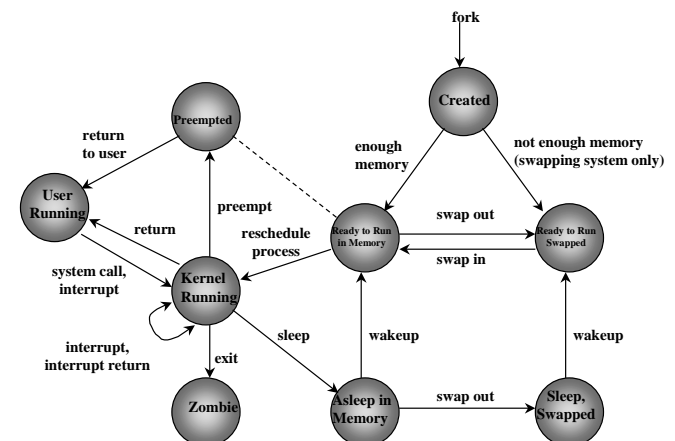 fork
Created
Preempted
return
to user
enough
memory
not enough memory
(swapping system only)
User
Running
return
preempt
reschedule
process
Ready to Run
in Memory
swap out
swap in
Ready to Run
Swapped
system call,
interrupt
Kernel
Running
interrupt,
interrupt return
exit
sleep
wakeup
wakeup
Zombie
Asleep in
Memory
swap out
Sleep,
Swapped